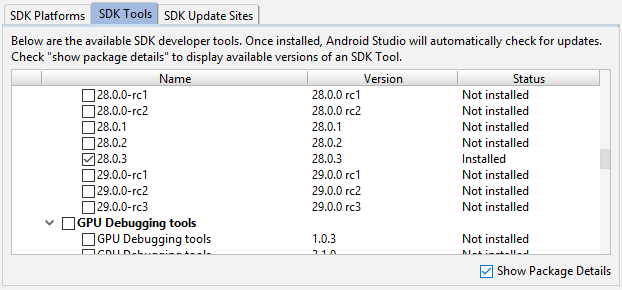 SDK Platforms SDK Tools SDK Update Sites
Below are the available SDK developer tools. Once installed, Android Studio will automatically check for updates.
Check "show package details" to display available versions of an SDK Tool.
Name Version Status
28.0.0-rc1 28.0.0 rc1 Not installed
28.0.0-rc2 28.0.0 rc2 Not installed
28.0.1 28.0.1 Not installed
28.0.2 28.0.2 Not installed
28.0.3 28.0.3 Installed
29.0.0-rc1 29.0.0 rc1 Not installed
29.0.0-rc2 29.0.0 rc2 Not installed
29.0.0-rc3 29.0.0 rc3 Not installed
GPU Debugging tools
GPU Debugging tools 1.0.3 Not installed
Show Package Details